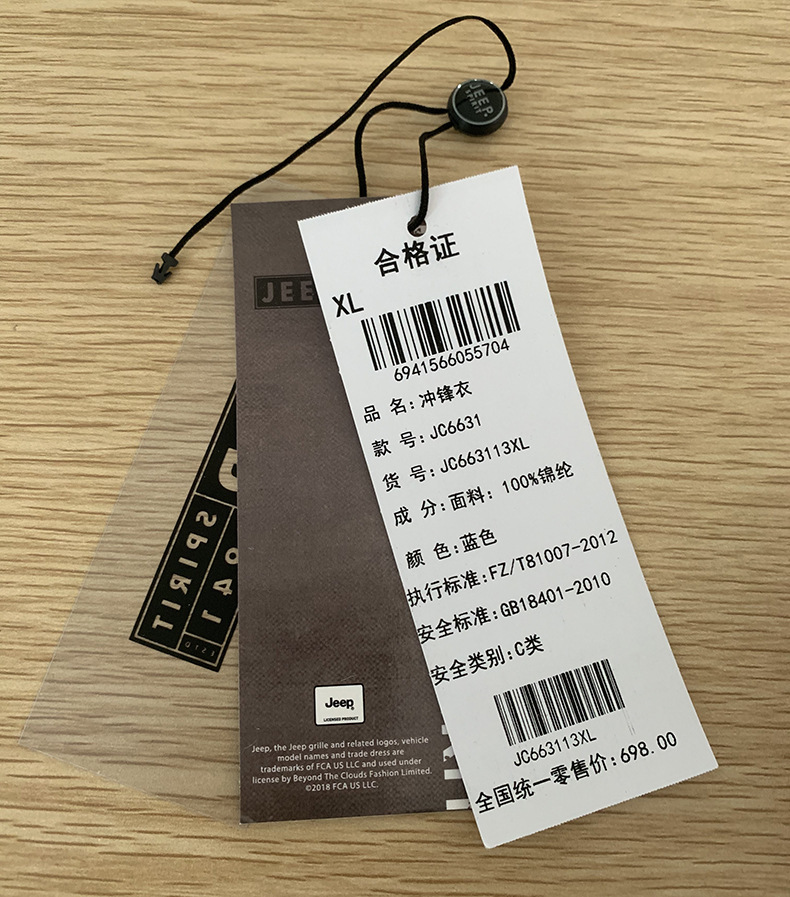 JEEP
SPIRIT
合格证
XL
6941566055704
品 名:冲锋衣
款 号:JC6631
货 号:JC663113XL
成 分:面料: 100%锦纶
颜 色:蓝色
执行标准:FZ/T81007-2012
安全标准:GB18401-2010
安全类别:C类
JC663113XL
全国统一零售价:698.00
JEE
SPIRIT
941
ESTD
Jeep
LICENSED PRODUCT
Jeep, the Jeep grille and related logos, vehicle
model names and trade dress are
trademarks of FCA US LLC and used under
license by Beyond The Clouds Fashion Limited.
©2018 FCA US LLC.